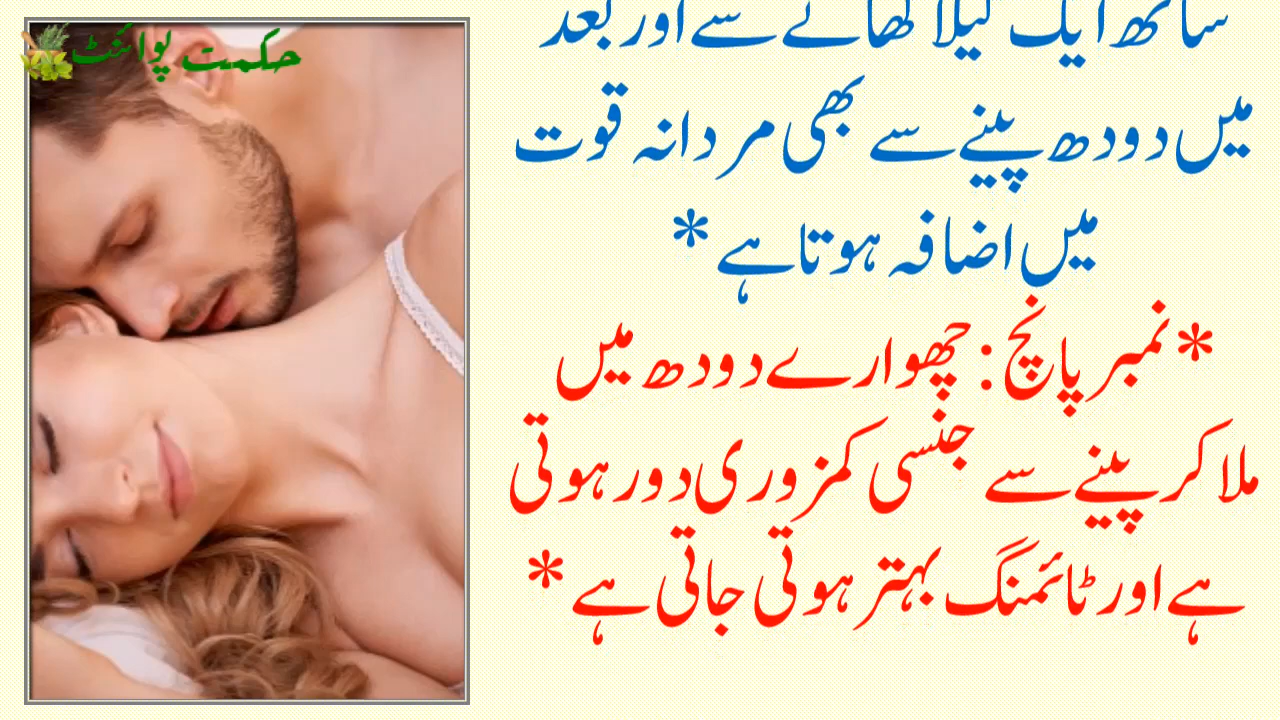 حکمت پوائنٹ
ساتھ ایک کیلا کھانے سے اور بعد
میں دودھ پینے سے بھی مردانہ قوت
میں اضافہ ہوتا ہے *
*نمبر پانچ : چھوارے دودھ میں
ملا کر پینے سے جنسی کمزوری دور ہوتی
ہے اور ٹائمنگ بہتر ہوتی جاتی ہے *